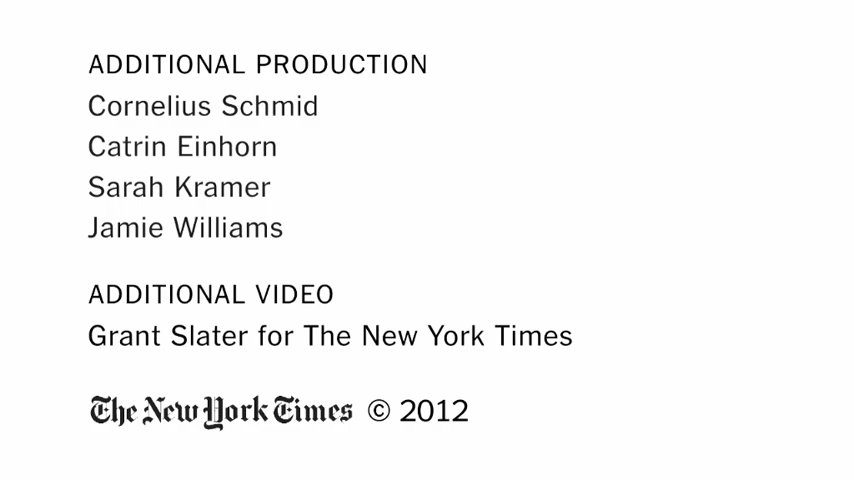 ADDITIONAL PRODUCTION
Cornelius Schmid
Catrin Einhorn
Sarah Kramer
Jamie Williams
ADDITIONAL VIDEO
Grant Slater for The New York Times
The New York Times © 2012